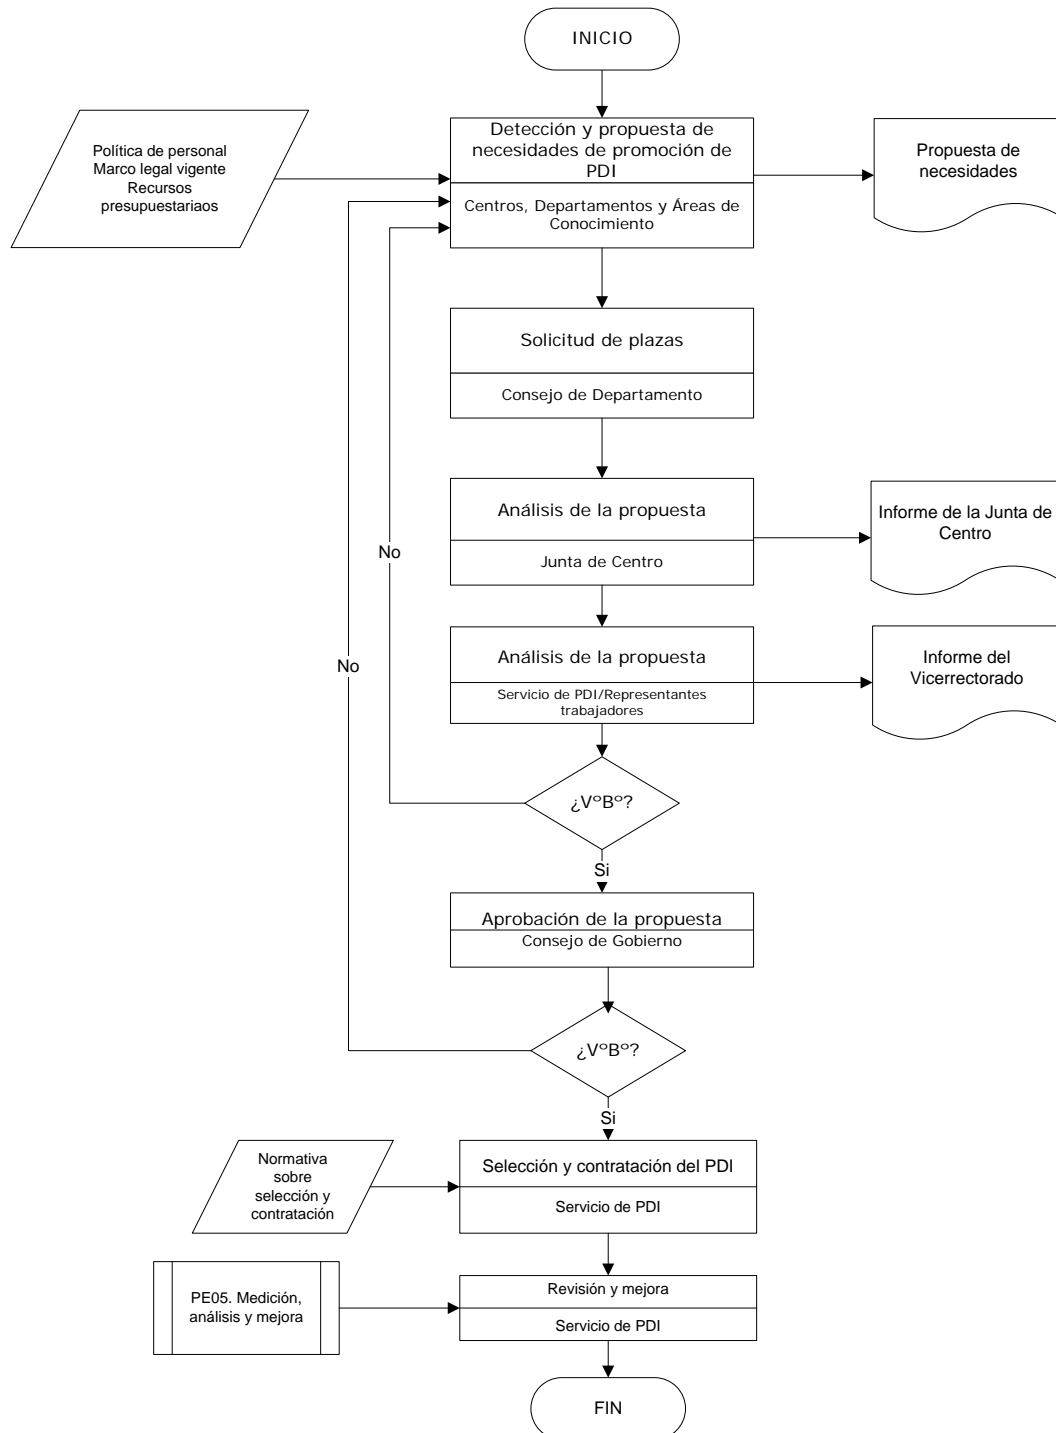 INICIO
Política de personal
Marco legal vigente
Recursos
presupuestariaos
Detección y propuesta de
necesidades de promoción de
PDI
Centros, Departamentos y Áreas de
Conocimiento
Propuesta de
necesidades
Solicitud de plazas
Consejo de Departamento
Análisis de la propuesta
Junta de Centro
Informe de la Junta de
Centro
No
Análisis de la propuesta
Servicio de PDI/Representantes
trabajadores
Informe del
Vicerrectorado
No
¿VºBº?
Si
Aprobación de la propuesta
Consejo de Gobierno
¿VºBº?
Si
Normativa
sobre
selección y
contratación
Selección y contratación del PDI
Servicio de PDI
PE05. Medición,
análisis y mejora
Revisión y mejora
Servicio de PDI
FIN